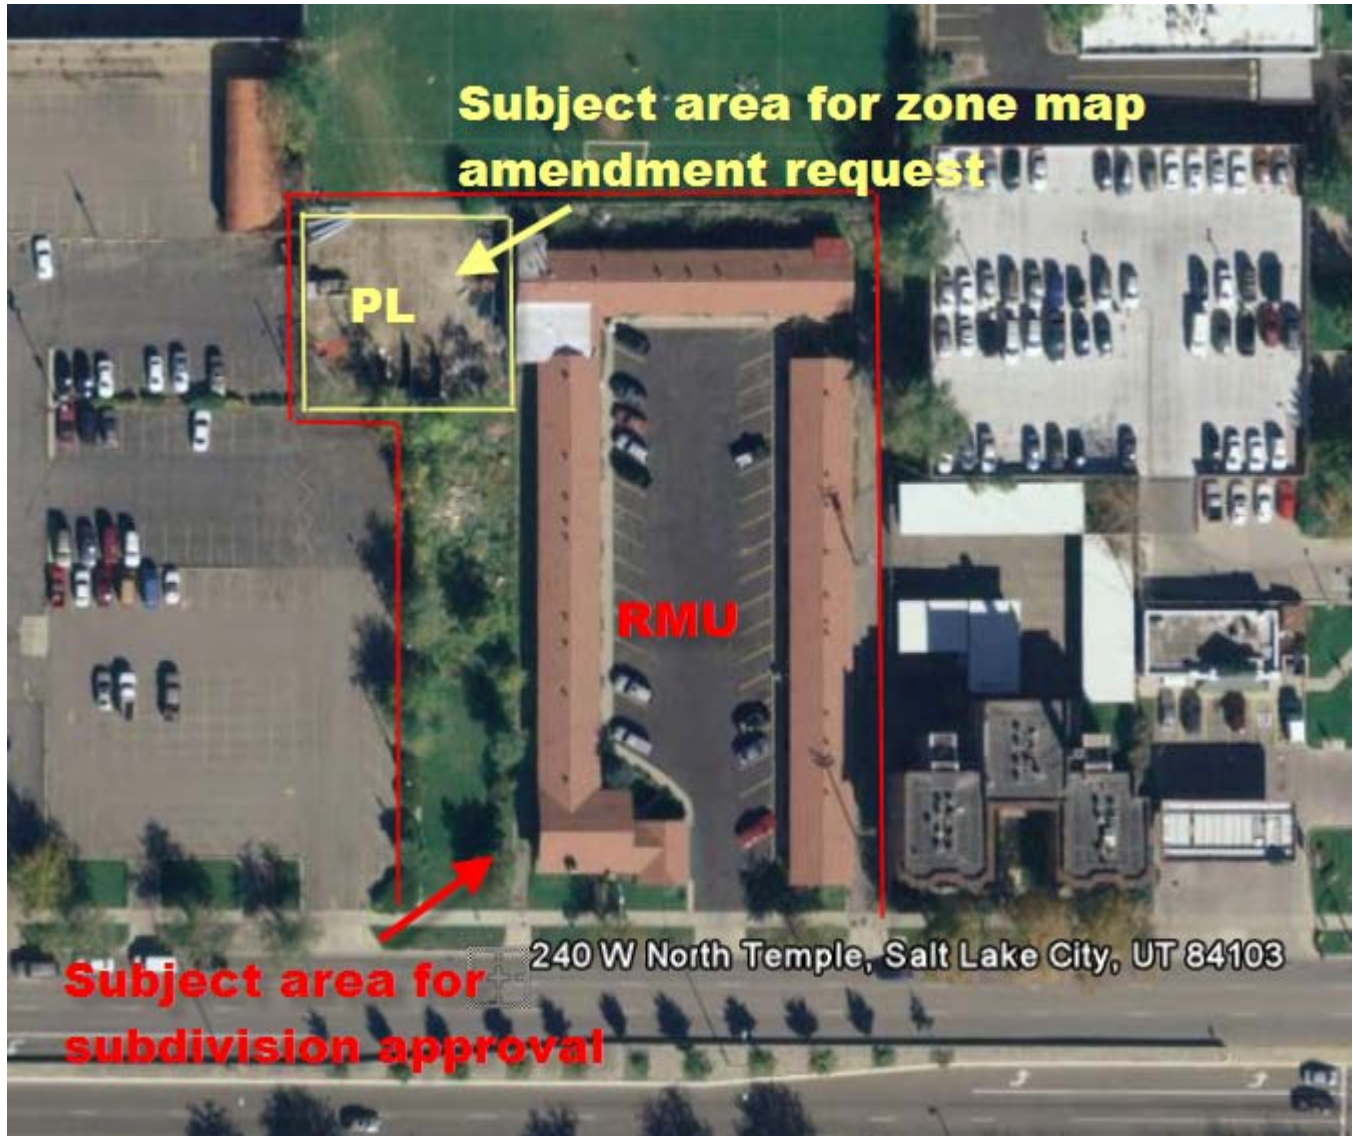 Subject area for zone map
amendment request
PL
RMU
240 W North Temple, Salt Lake City, UT 84103
Subject area for
subdivision approval